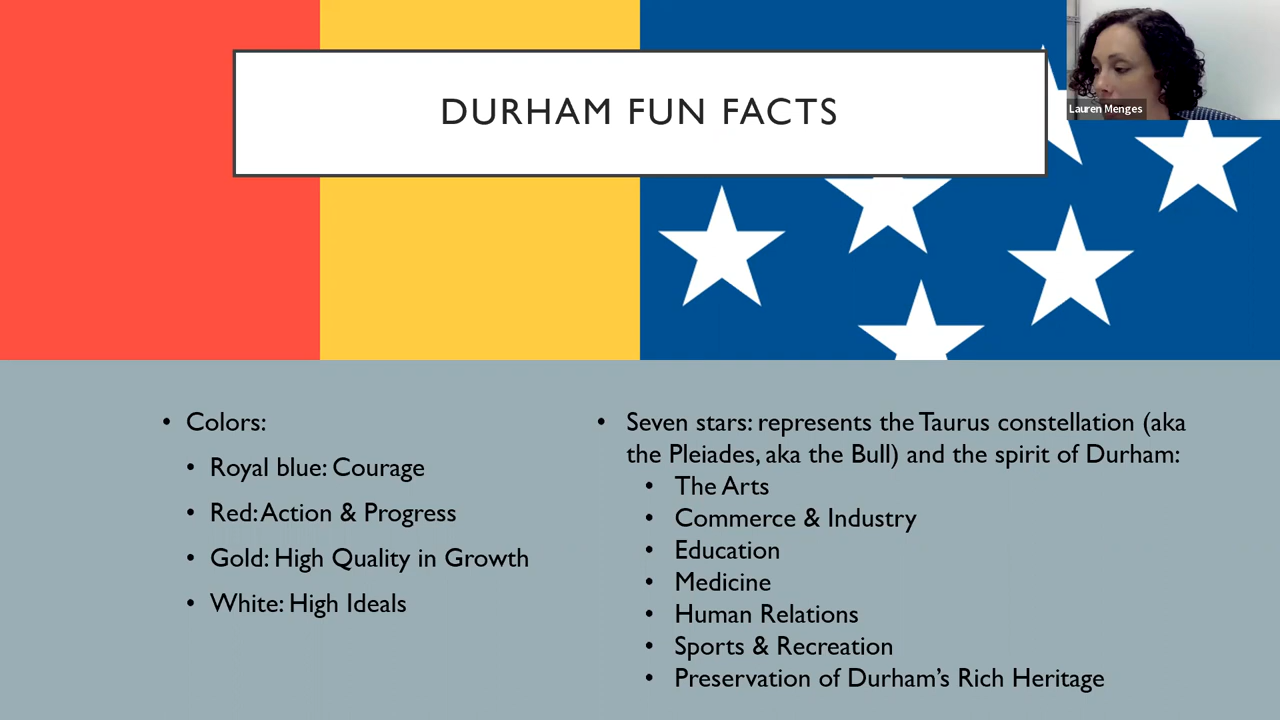 DURHAM FUN FACTS
Lauren Menges
• Colors:
• Royal blue: Courage
• Red: Action & Progress
• Gold: High Quality in Growth
• White: High Ideals
• Seven stars: represents the Taurus constellation (aka
the Pleiades, aka the Bull) and the spirit of Durham:
• The Arts
• Commerce & Industry
• Education
• Medicine
• Human Relations
• Sports & Recreation
• Preservation of Durham’s Rich Heritage